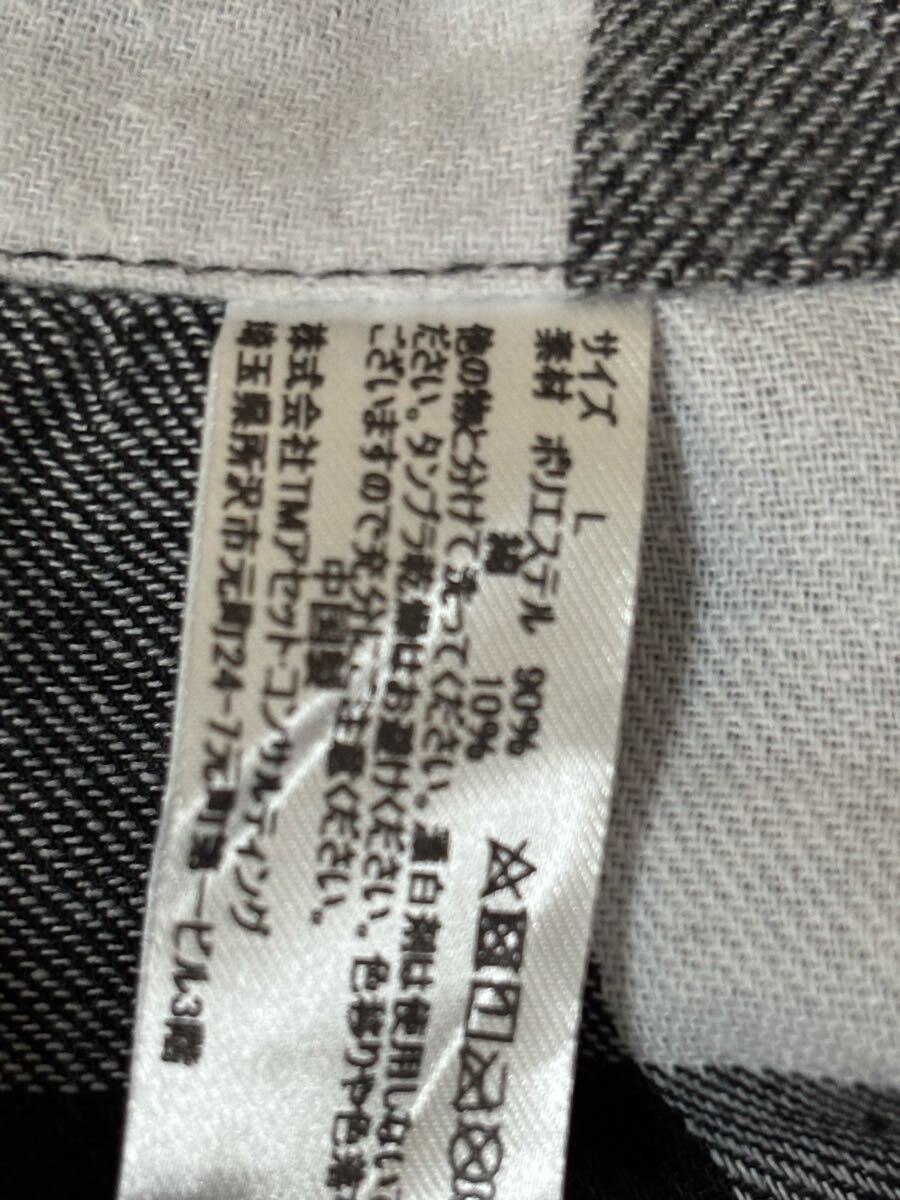 サイズ L
素材 ポリエステル 90%
綿 10%
他の物と分けて洗ってください。漂白剤は使用しないで
ださい。タンブラ乾燥はお避けください。色移りや色落
ございますので充分に注意ください。
中国製
株式会社TMアセットコンサルティング
埼玉県所沢市元町24-7元町第一ビル3階